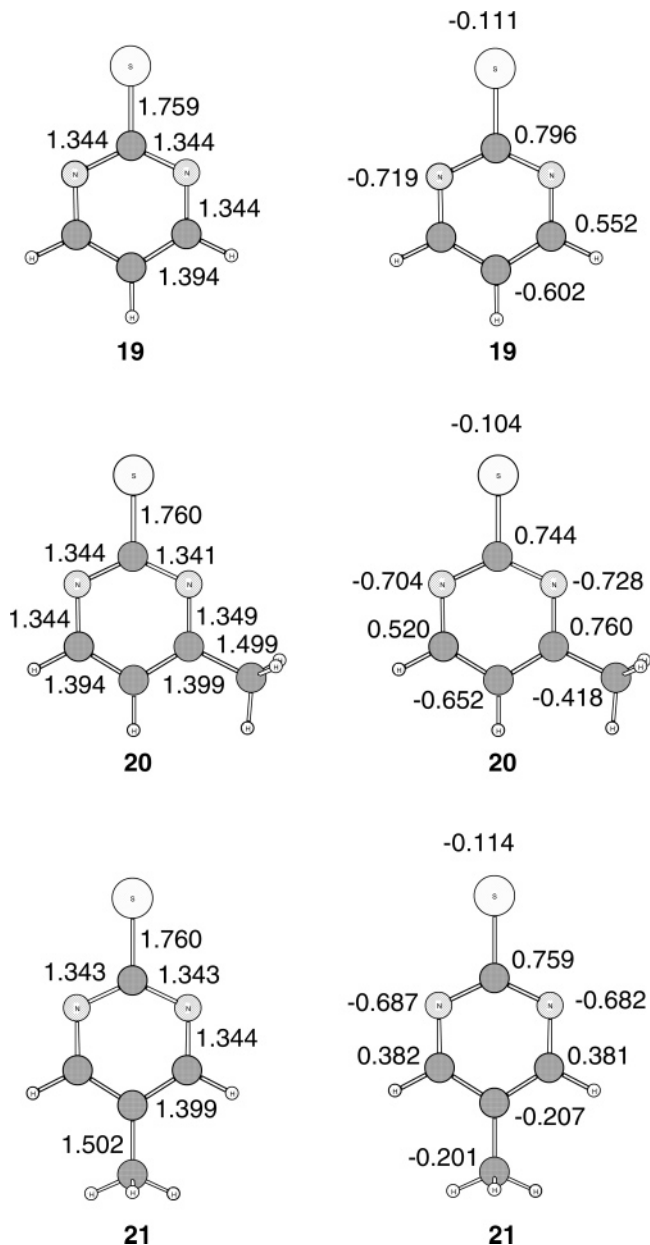 -0.111
S
S
1.759
1.344
1.344
0.796
N
N
-0.719
N
N
1.344
0.552
H
H
H
H
1.394
-0.602
H
H
19
19
-0.104
S
S
1.760
0.744
1.344
1.341
N
N
-0.704
N
N
-0.728
1.349
1.344
1.499
0.520
0.760
H
H
H
H
H
H
1.394
1.399
-0.652
-0.418
H
H
H
H
20
20
-0.114
S
S
1.760
0.759
1.343
1.343
N
N
-0.687
N
N
-0.682
1.344
0.382
0.381
H
H
H
H
1.399
-0.207
1.502
-0.201
H
H
H
H
H
H
21
21